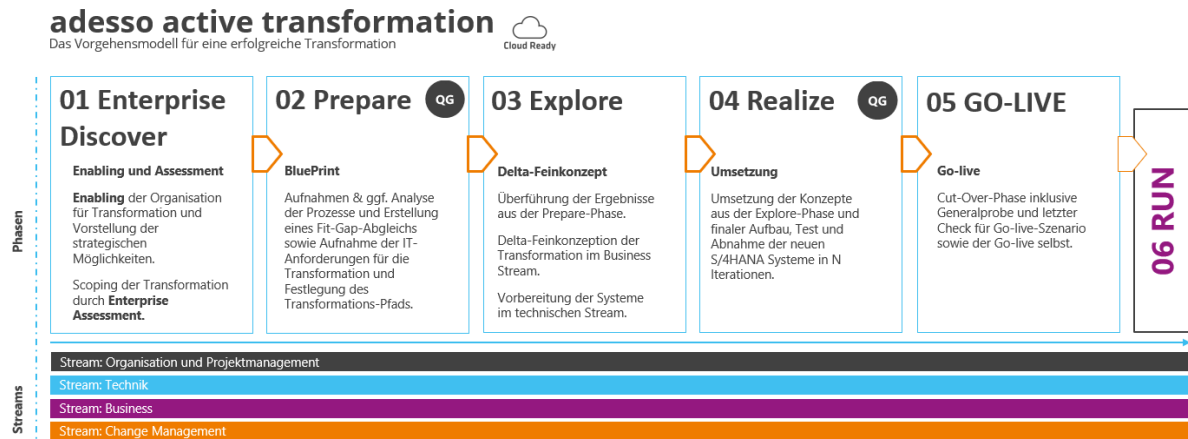 adesso active transformation
Das Vorgehensmodell für eine erfolgreiche Transformation
Cloud Ready
Phasen
01 Enterprise
Discover
Enabling und Assessment
Enabling der Organisation
für Transformation und
Vorstellung der
strategischen
Möglichkeiten.
Scoping der Transformation
durch Enterprise
Assessment.
02 Prepare
QG
BluePrint
Aufnahmen & ggf. Analyse
der Prozesse und Erstellung
eines Fit-Gap-Abgleichs
sowie Aufnahme der IT-
Anforderungen für die
Transformation und
Festlegung des
Transformations-Pfads.
03 Explore
Delta-Feinkonzept
Überführung der Ergebnisse
aus der Prepare-Phase.
Delta-Feinkonzeption der
Transformation im Business
Stream.
Vorbereitung der Systeme
im technischen Stream.
04 Realize
QG
Umsetzung
Umsetzung der Konzepte
aus der Explore-Phase und
finaler Aufbau, Test und
Abnahme der neuen
S/4HANA Systeme in N
Iterationen.
05 GO-LIVE
Go-live
Cut-Over-Phase inklusive
Generalprobe und letzter
Check für Go-live-Szenario
sowie der Go-live selbst.
06 RUN
Streams
Stream: Organisation und Projektmanagement
Stream: Technik
Stream: Business
Stream: Change Management